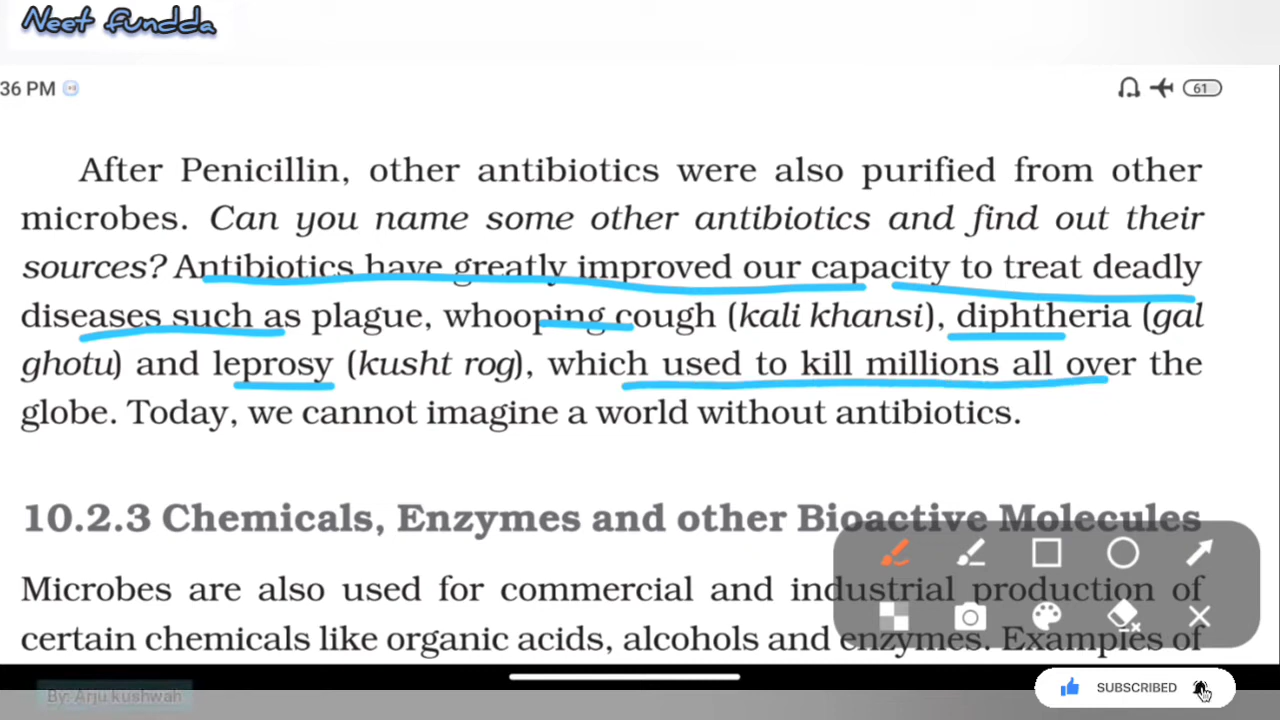 Neet fundda
36 PM
61
After Penicillin, other antibiotics were also purified from other
microbes. Can you name some other antibiotics and find out their
sources? Antibiotics have greatly improved our capacity to treat deadly
diseases such as plague, whooping cough (kali khansi), diphtheria (gal
ghotu) and leprosy (kusht rog), which used to kill millions all over the
globe. Today, we cannot imagine a world without antibiotics.
10.2.3 Chemicals, Enzymes and other Bioactive Molecules
Microbes are also used for commercial and industrial production of
certain chemicals like organic acids, alcohols and enzymes. Examples of
By: Arju kushwah
SUBSCRIBED